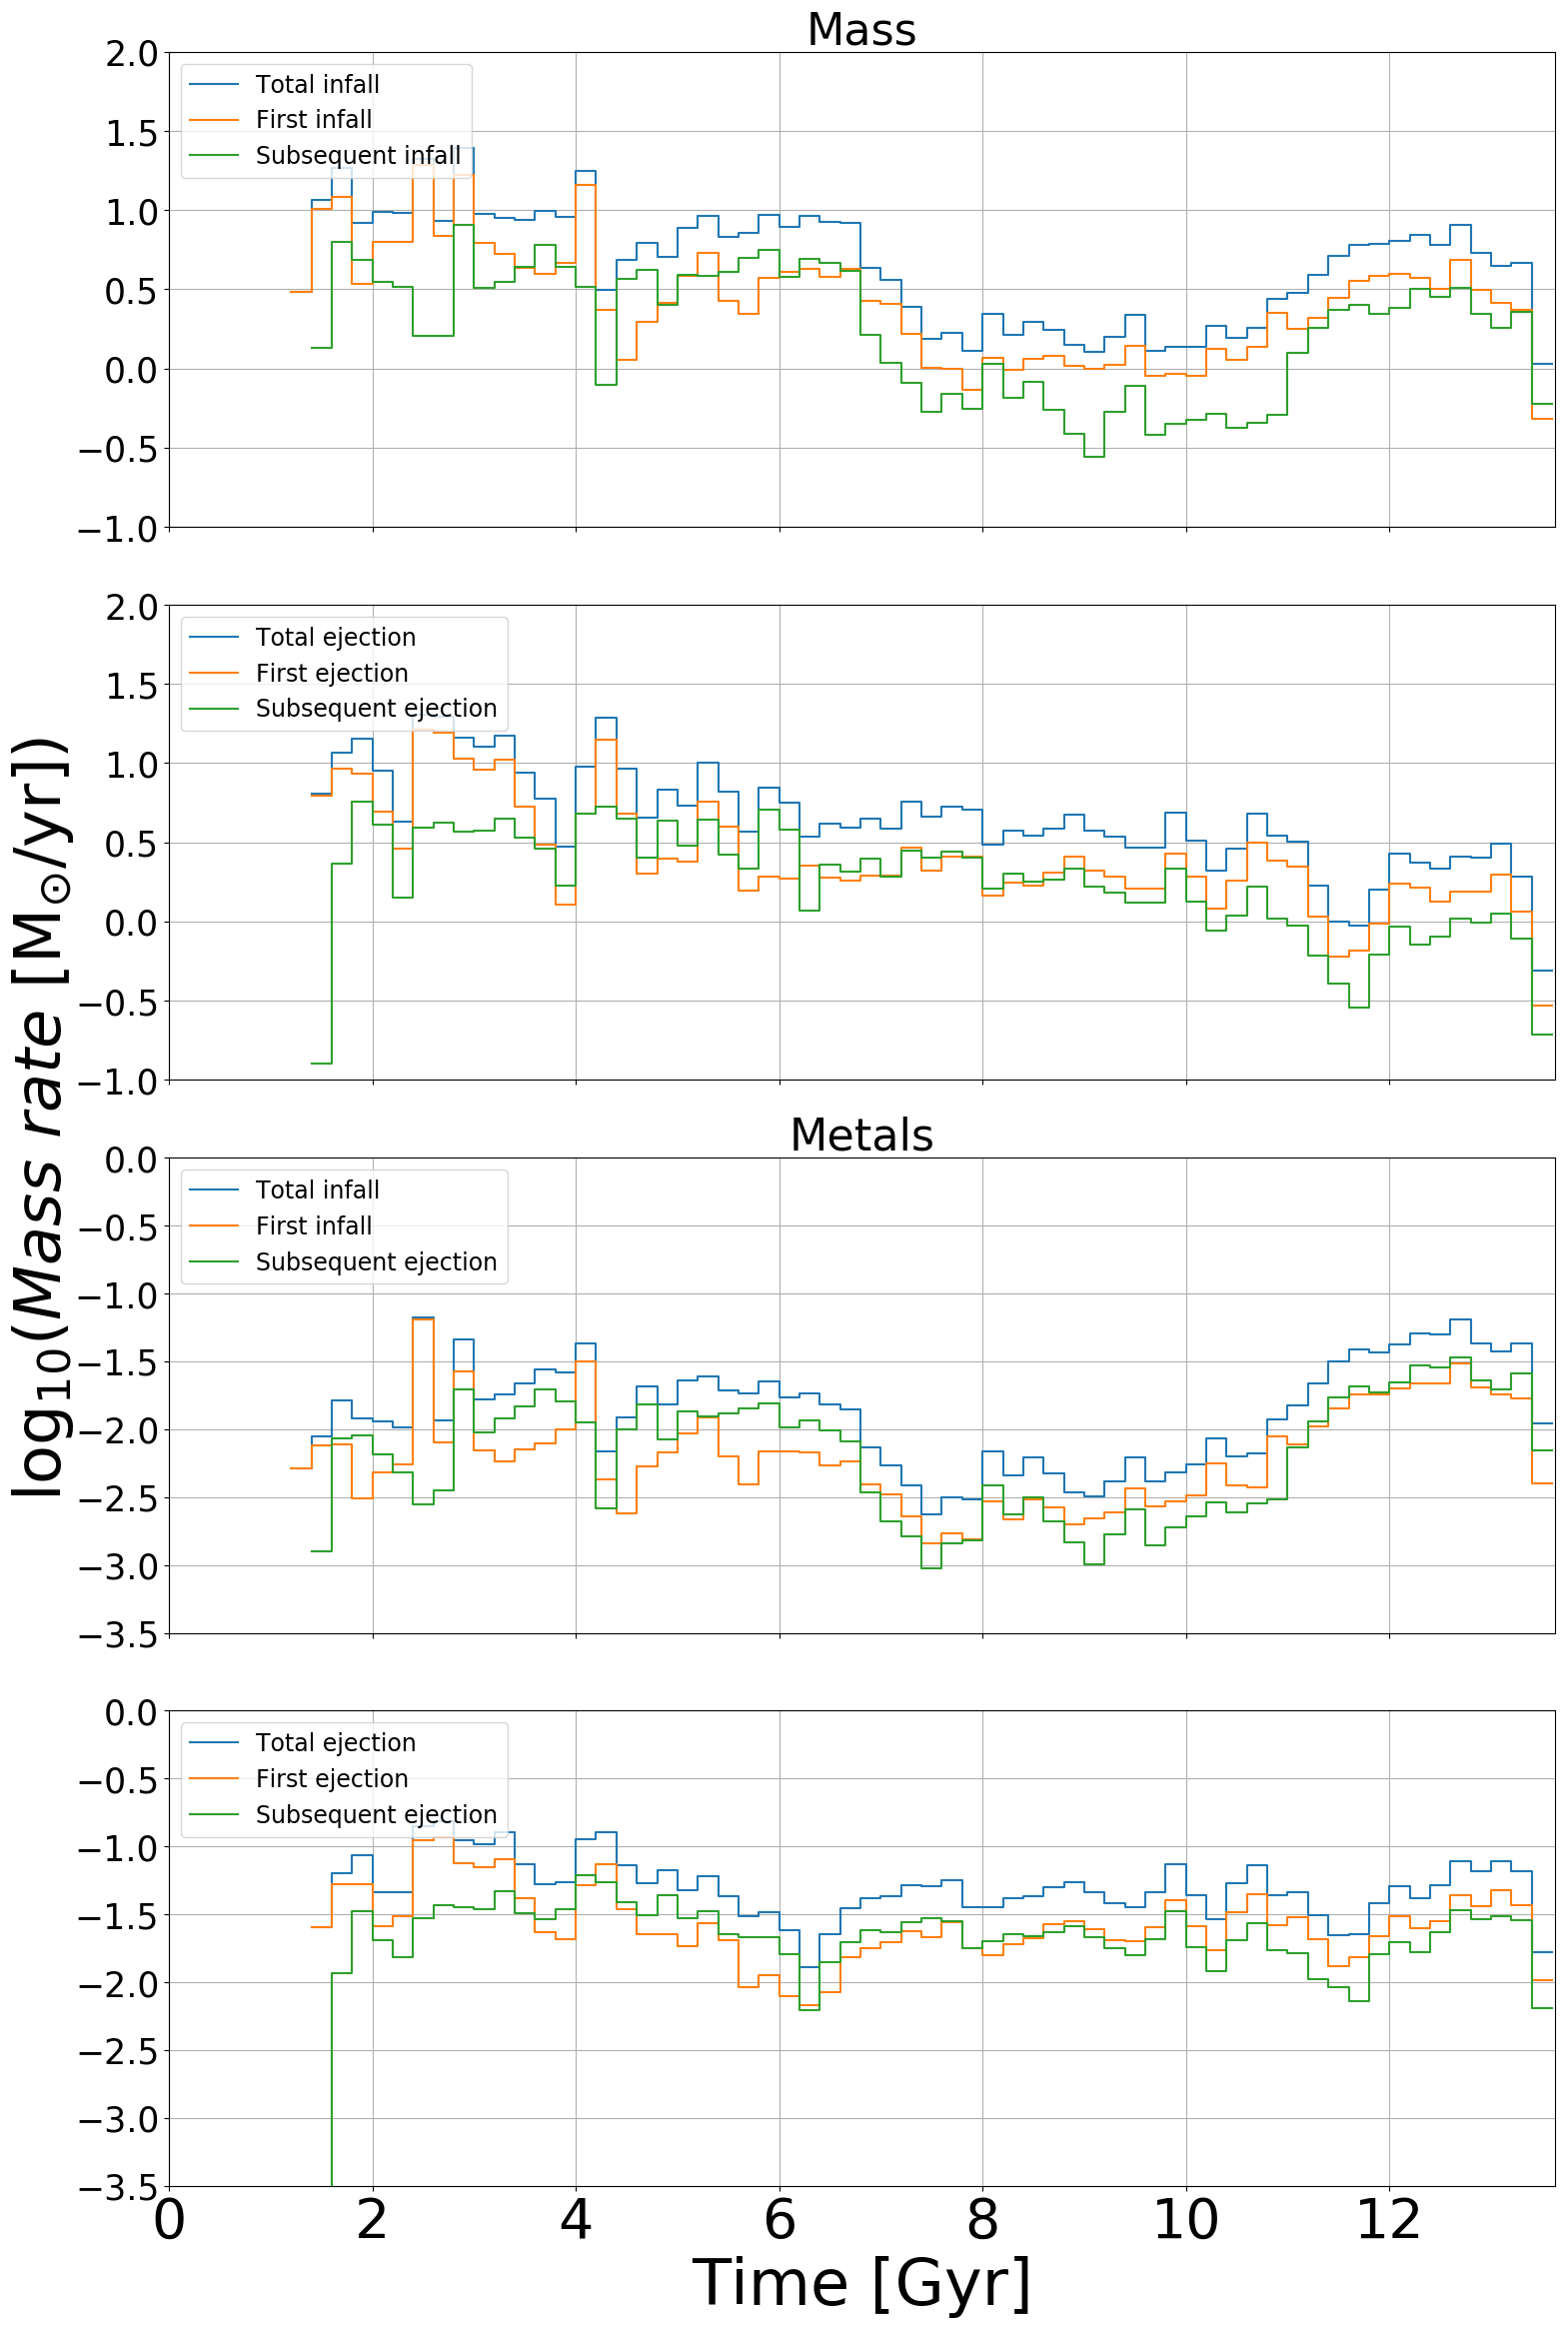 Mass
2.0
1.5
1.0
0.5
0.0
−0.5
−1.0
Total infall
First infall
Subsequent infall
2.0
1.5
1.0
0.5
0.0
−0.5
−1.0
Total ejection
First ejection
Subsequent ejection
log10(Mass rate [M⊙/yr])
Metals
0.0
−0.5
−1.0
−1.5
−2.0
−2.5
−3.0
−3.5
Total infall
First infall
Subsequent ejection
0.0
−0.5
−1.0
−1.5
−2.0
−2.5
−3.0
−3.5
Total ejection
First ejection
Subsequent ejection
0 2 4 6 8 10 12
Time [Gyr]